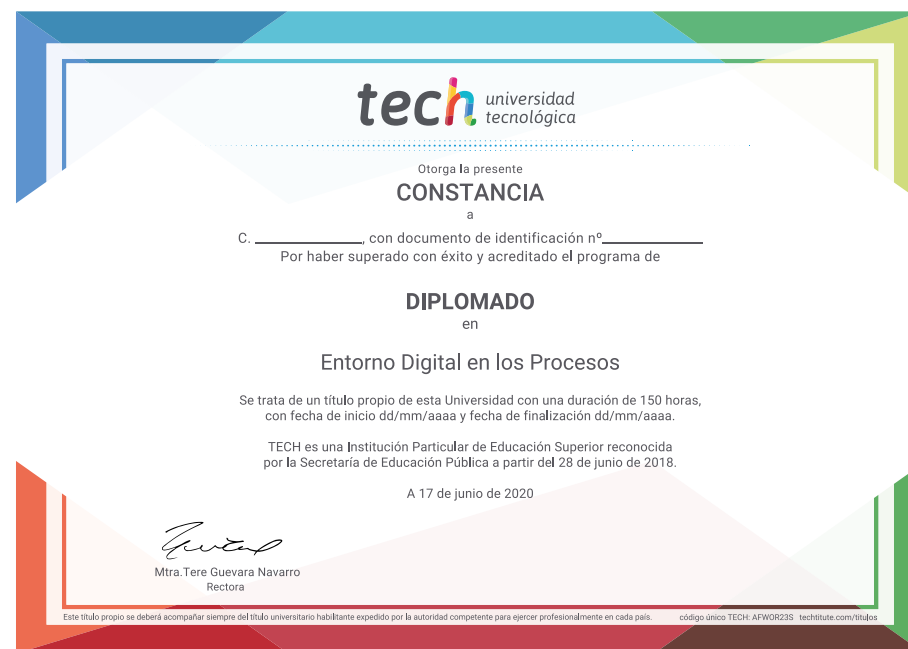 tech universidad
tecnológica
Otorga la presente
CONSTANCIA
a
C. ____________, con documento de identificación nº____________
Por haber superado con éxito y acreditado el programa de
DIPLOMADO
en
Entorno Digital en los Procesos
Se trata de un título propio de esta Universidad con una duración de 150 horas,
con fecha de inicio dd/mm/aaaa y fecha de finalización dd/mm/aaaa.
TECH es una Institución Particular de Educación Superior reconocida
por la Secretaría de Educación Pública a partir del 28 de junio de 2018.
A 17 de junio de 2020
Mtra.Tere Guevara Navarro
Rectora
Este título propio se deberá acompañar siempre del título universitario habilitante expedido por la autoridad competente para ejercer profesionalmente en cada país. código único TECH: AFWOR23S techtitute.com/titulos